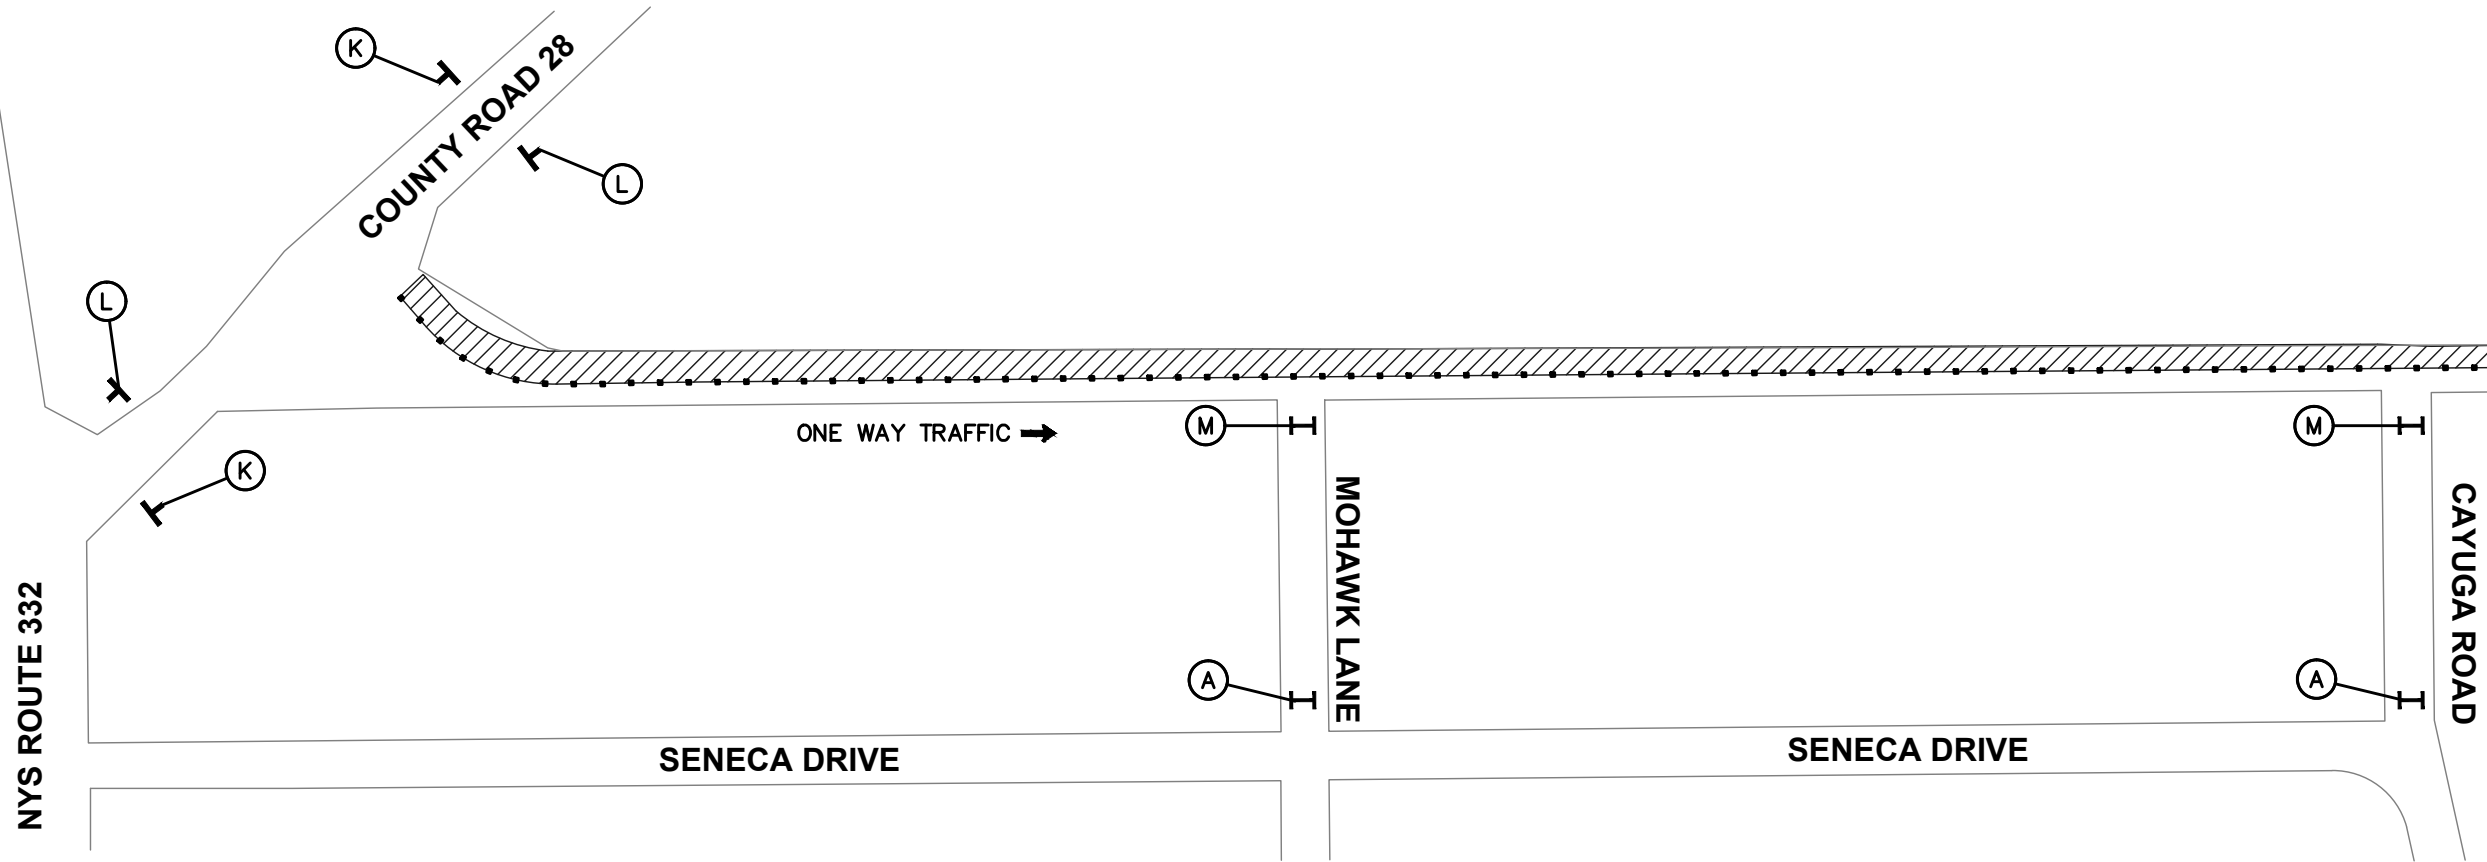 K
COUNTY ROAD 28
L
L
ONE WAY TRAFFIC
M
M
K
MOHAWK LANE
CAYUGA ROAD
NYS ROUTE 332
A
A
SENECA DRIVE
SENECA DRIVE